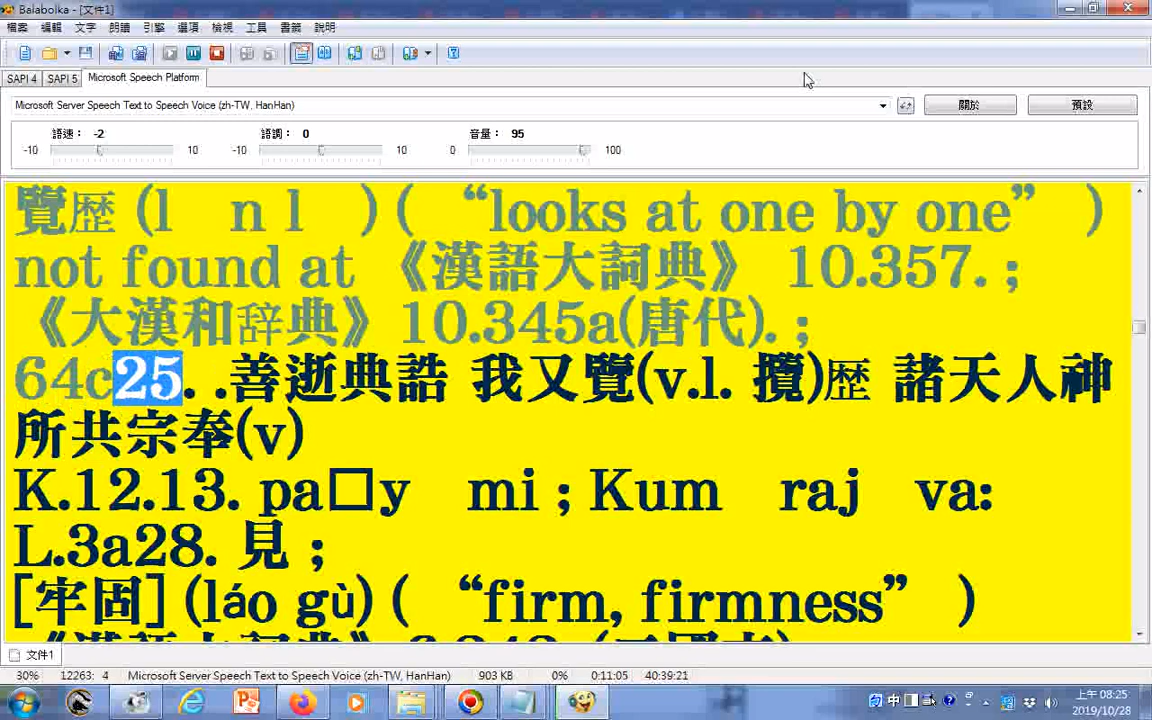 Balabolka - [文件1]
檔案 編輯 文字 朗讀 引擎 選項 檢視 工具 書籤 說明
SAPI 4 SAPI 5 Microsoft Speech Platform
Microsoft Server Speech Text to Speech Voice (zh-TW, HanHan) 關於 預設
語速： -2 語調： 0 音量： 95
-10 10 -10 10 0 100
覽歷 (l n l ) ( “looks at one by one” )
not found at 《漢語大詞典》 10.357. ;
《大漢和辞典》 10.345a(唐代). ;
64c25. .善逝典誥 我又覽(v.l. 攬)歷 諸天人神
所共宗奉(v)
K.12.13. pa□y mi ; Kum raj va:
L.3a28. 見 ;
[牢固] (láo gù) ( “firm, firmness” )
文件1
30% 12263: 4 Microsoft Server Speech Text to Speech Voice (zh-TW, HanHan) 903 KB 0% 0:11:05 40:39:21
中 上午 08:25
2019/10/28